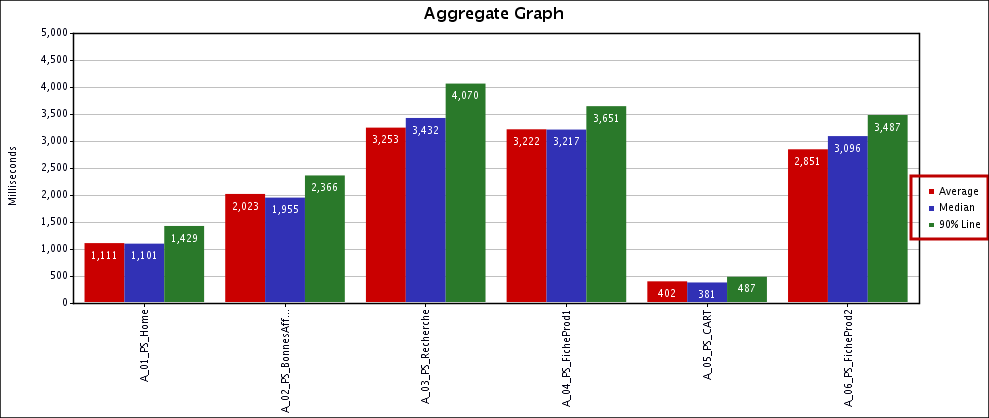 Aggregate Graph
Milliseconds
5,000
4,500
4,000
3,500
3,000
2,500
2,000
1,500
1,000
500
0
1,111
1,101
1,429
2,023
1,955
2,366
3,253
3,432
4,070
3,222
3,217
3,651
402
381
487
2,851
3,096
3,487
A_01_PS_Home
A_02_PS_BonnesAff...
A_03_PS_Recherche
A_04_PS_FicheProd1
A_05_PS_CART
A_06_PS_FicheProd2
Average
Median
90% Line